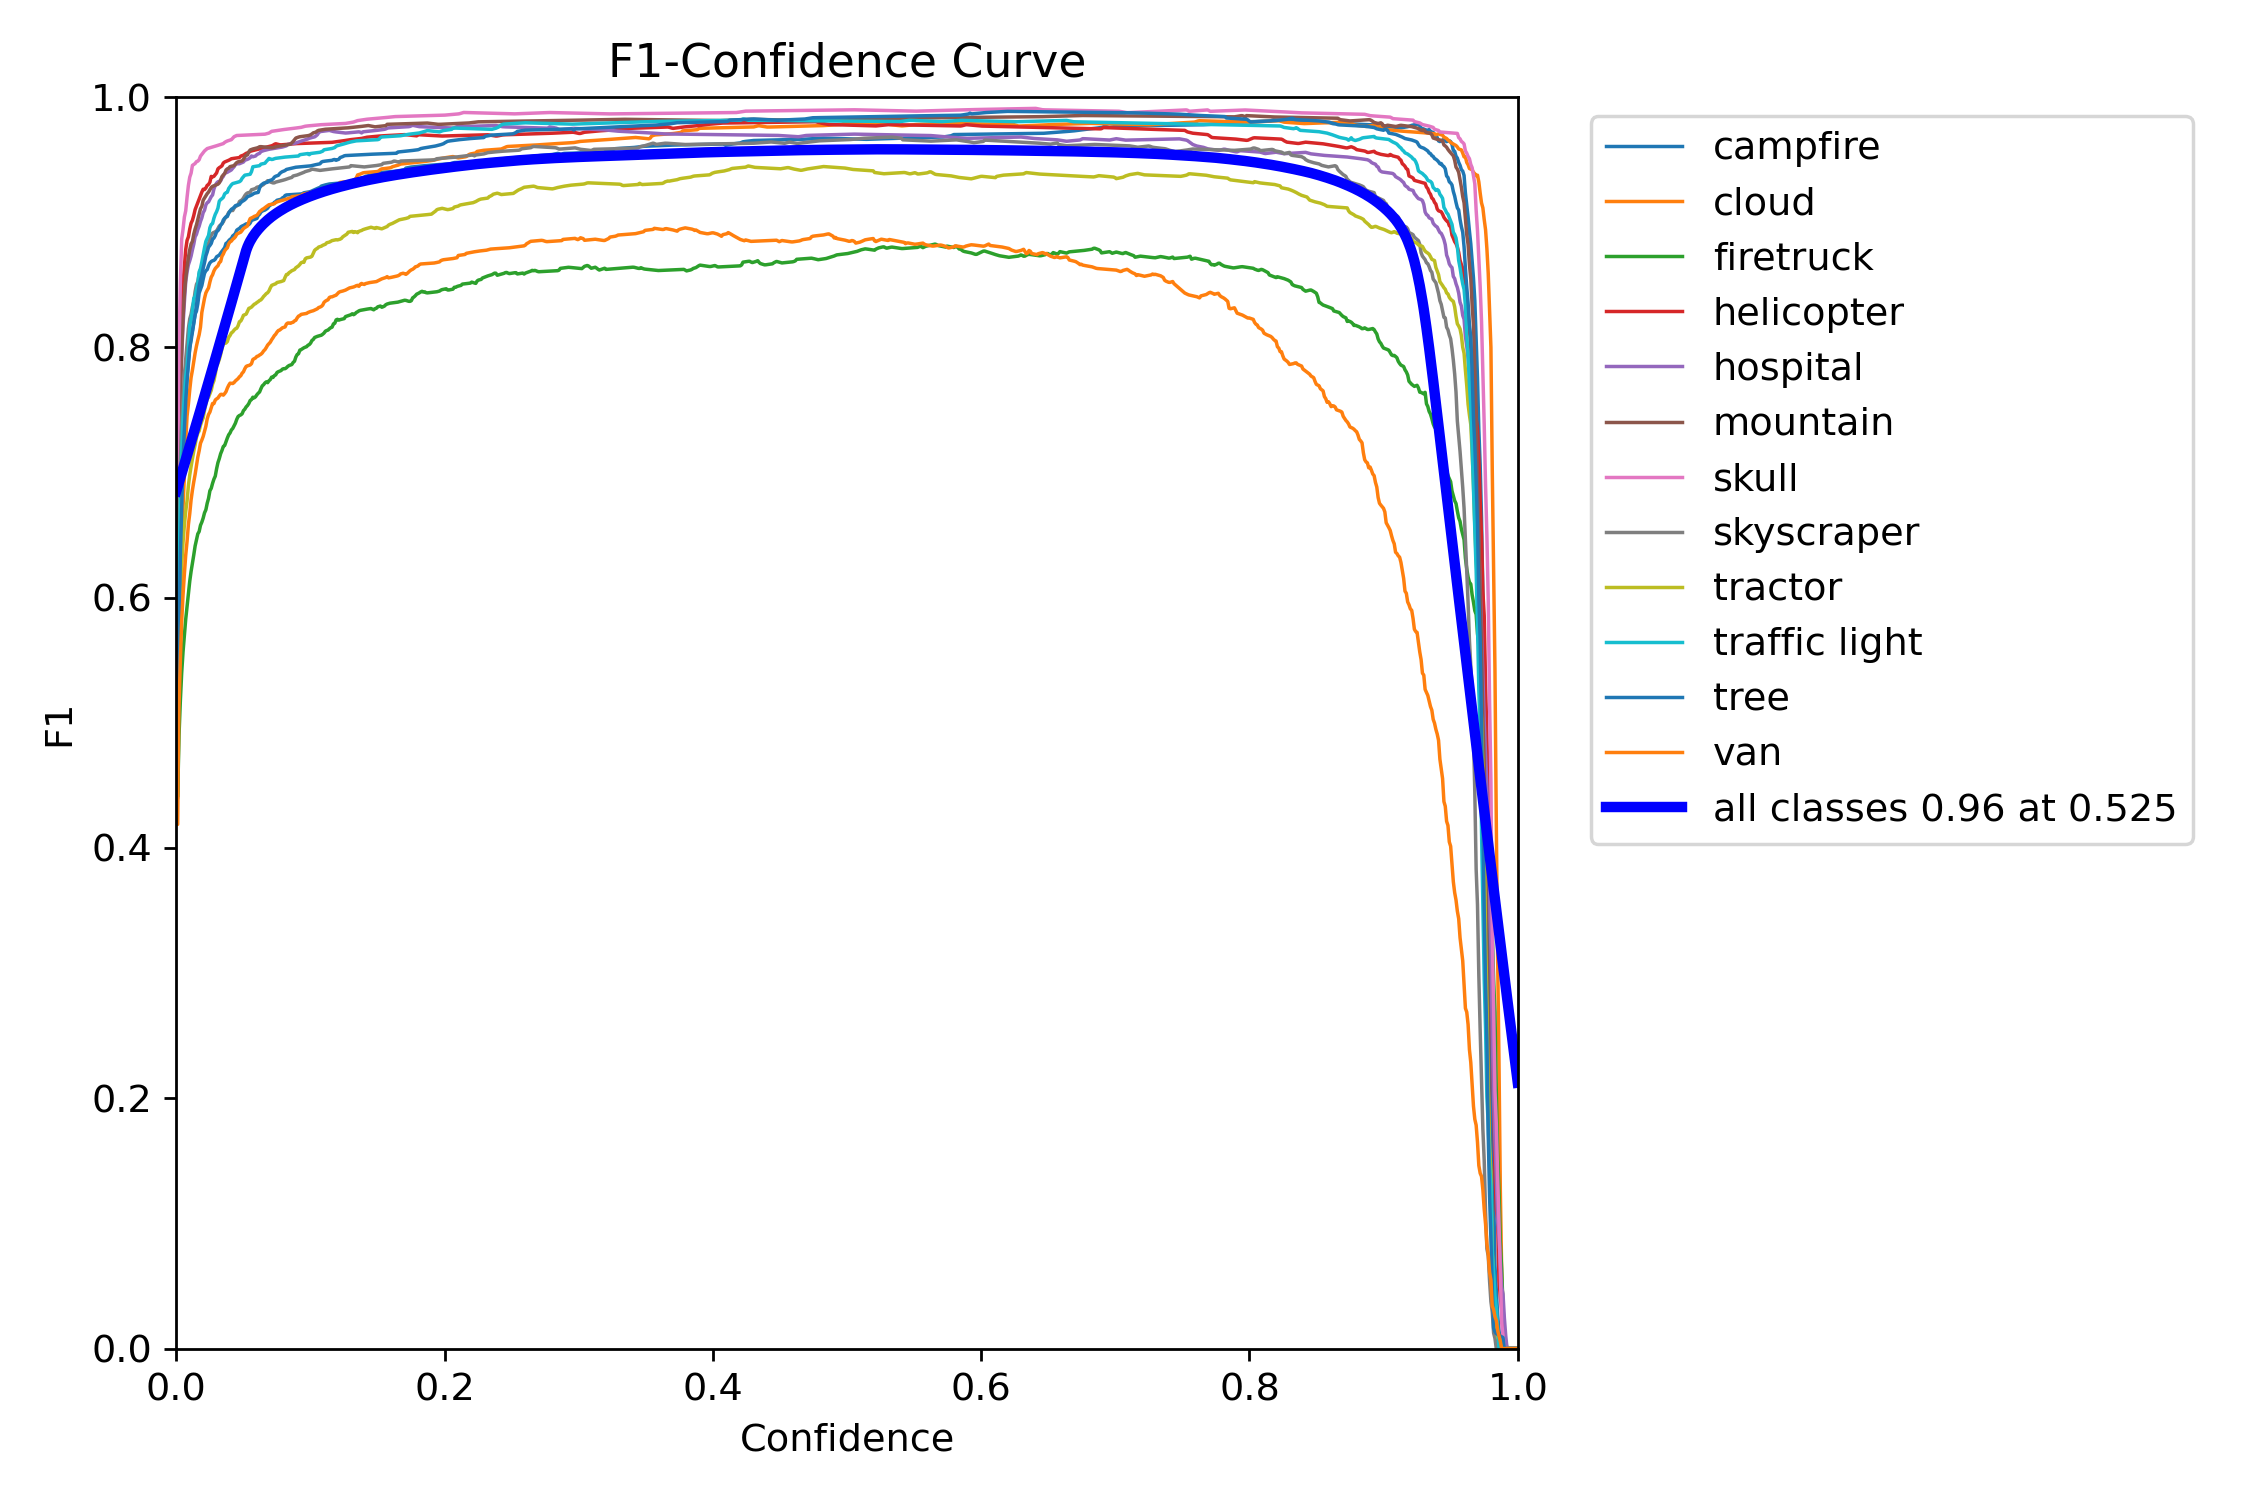 F1-Confidence Curve
1.0
0.8
0.6
0.4
0.2
0.0
F1
0.0 0.2 0.4 0.6 0.8 1.0
Confidence
campfire
cloud
firetruck
helicopter
hospital
mountain
skull
skyscraper
tractor
traffic light
tree
van
all classes 0.96 at 0.525